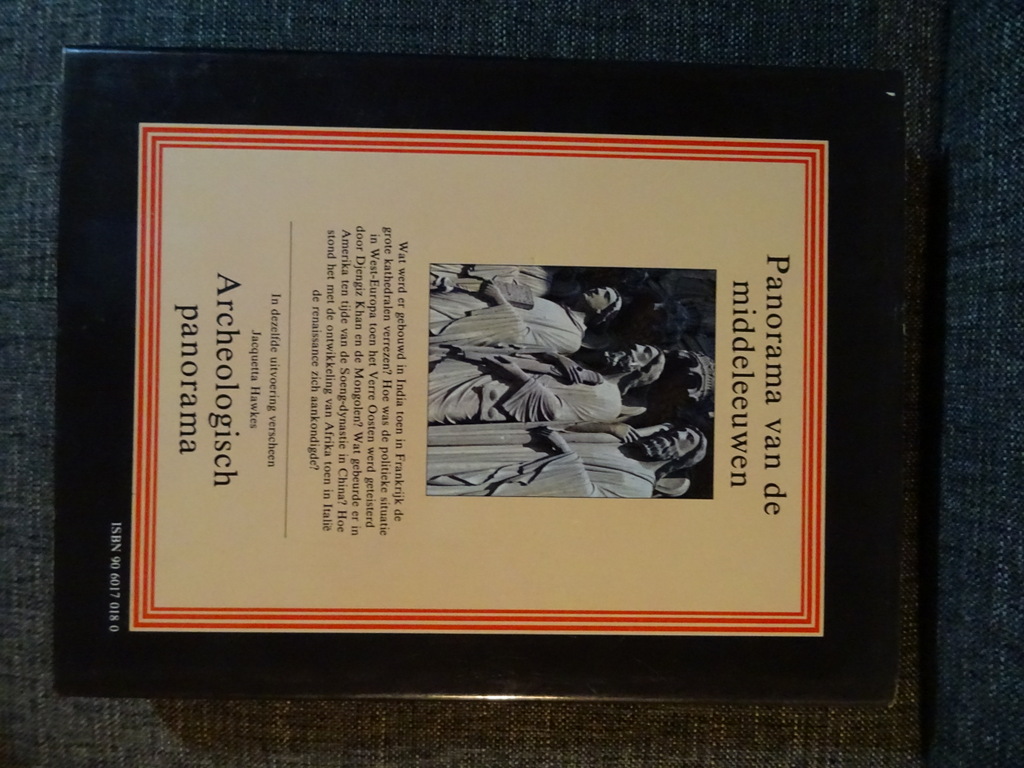 Panorama van de
middeleeuwen
Wat werd er gebouwd in India toen in Frankrijk de
grote kathedralen verrezen? Hoe was de politieke situatie
in West-Europa toen het Verre Oosten werd geteisterd
door Djengiz Khan en de Mongolen? Wat gebeurde er in
Amerika ten tijde van de Soeng-dynastie in China? Hoe
stond het met de ontwikkeling van Afrika toen in Italië
de renaissance zich aankondigde?
In dezelfde uitvoering verscheen
Jacquetta Hawkes
Archeologisch
panorama
ISBN 90 6017 018 0